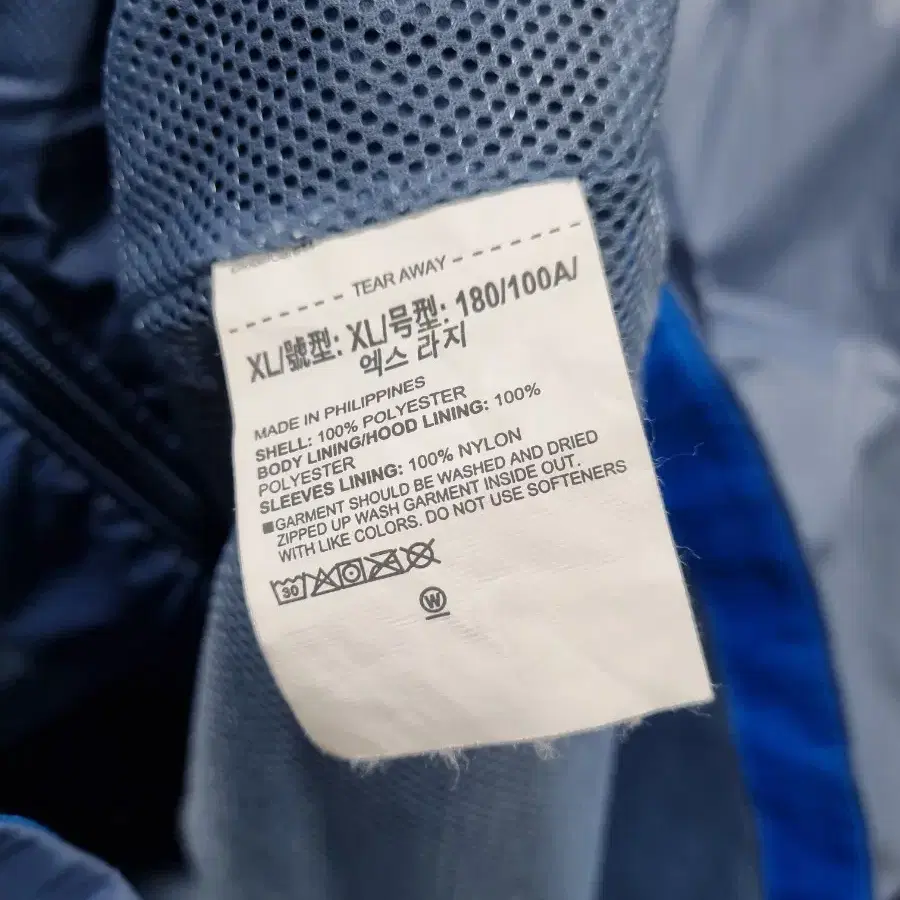 TEAR AWAY
XL/號型: XL/号型: 180/100A/
엑스 라지
MADE IN PHILIPPINES
SHELL: 100% POLYESTER
BODY LINING/HOOD LINING: 100%
POLYESTER
SLEEVES LINING: 100% NYLON
■GARMENT SHOULD BE WASHED AND DRIED
ZIPPED UP WASH GARMENT INSIDE OUT.
WITH LIKE COLORS. DO NOT USE SOFTENERS
30
W